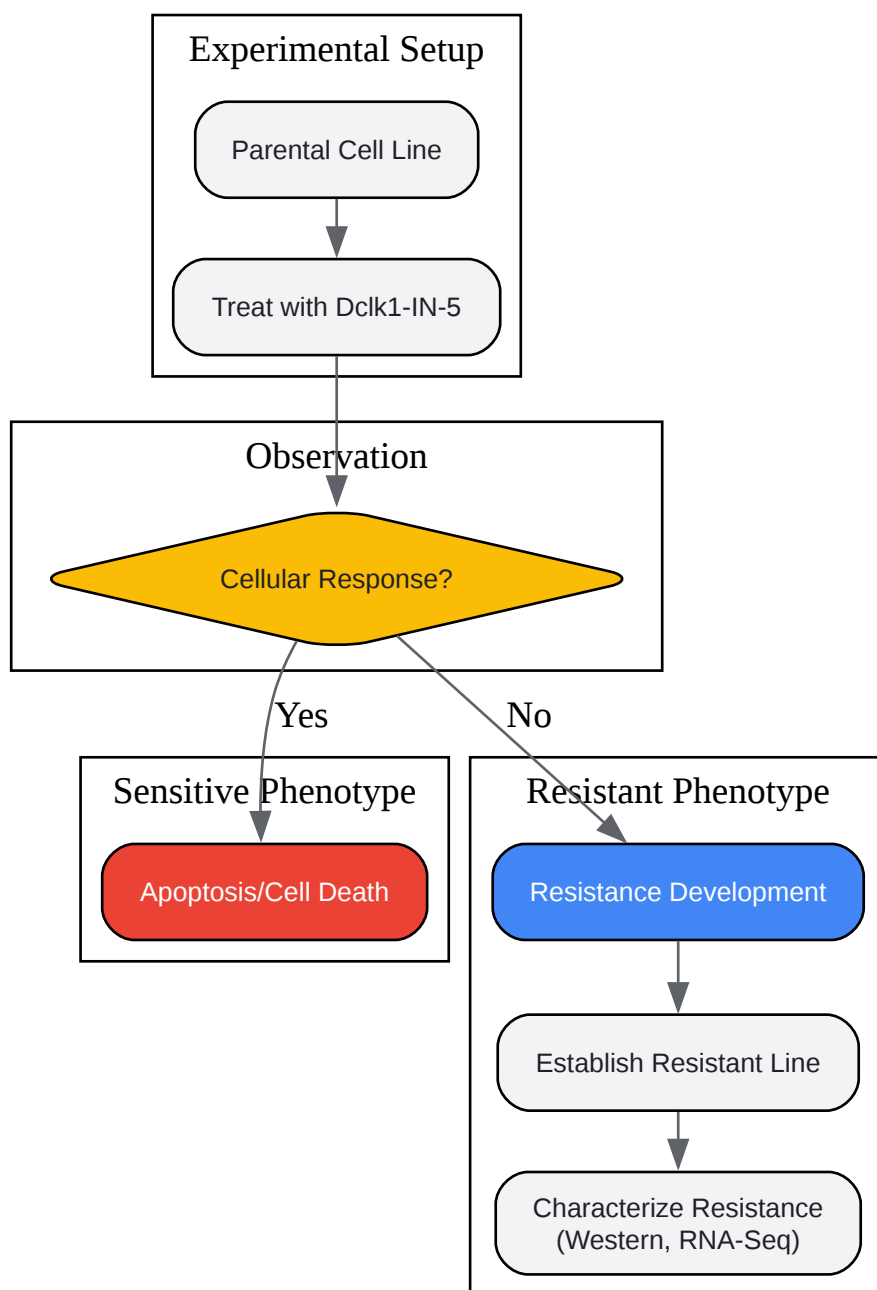 Experimental Setup
Parental Cell Line
Treat with Dclk1-IN-5
Observation
Cellular Response?
Yes
No
Sensitive Phenotype
Apoptosis/Cell Death
Resistant Phenotype
Resistance Development
Establish Resistant Line
Characterize Resistance
(Western, RNA-Seq)